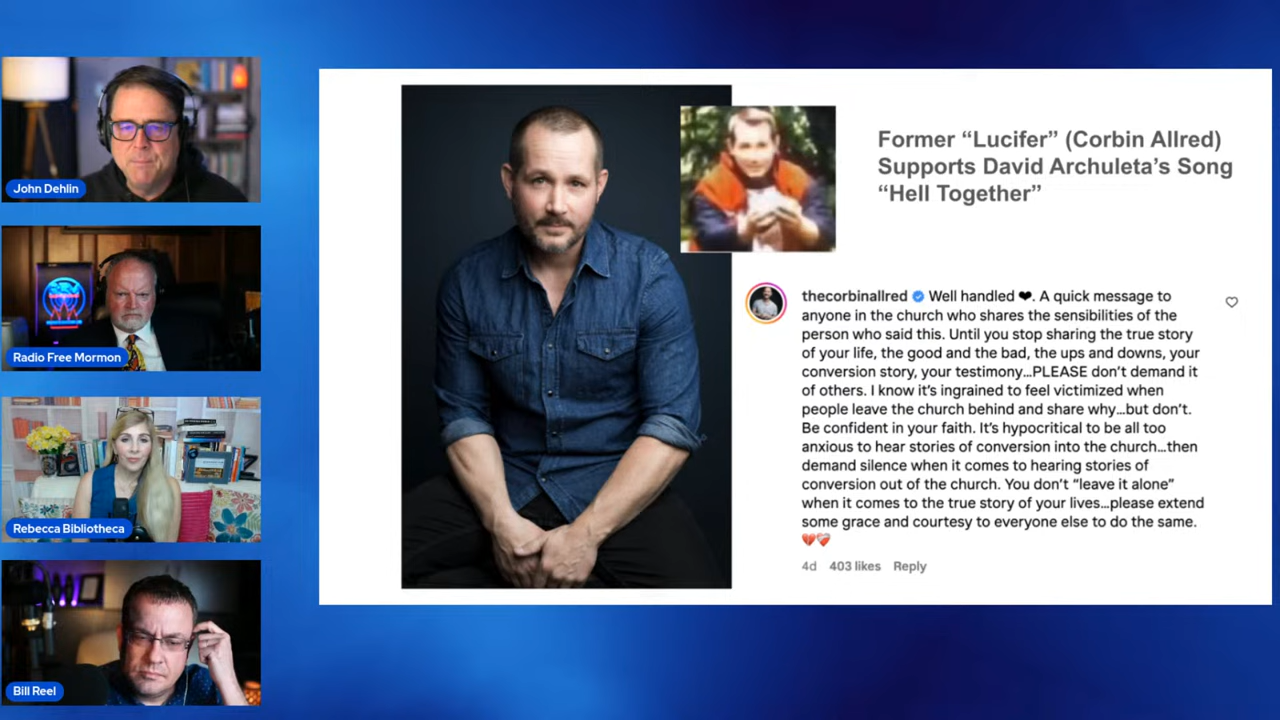 John Dehlin
Radio Free Mormon
Rebecca Bibliotheca
Bill Reel
Former “Lucifer” (Corbin Allred)
Supports David Archuleta’s Song
“Hell Together”
thecorbinallred Well handled ❤. A quick message to
anyone in the church who shares the sensibilities of the
person who said this. Until you stop sharing the true story
of your life, the good and the bad, the ups and downs, your
conversion story, your testimony...PLEASE don’t demand it
of others. I know it’s ingrained to feel victimized when
people leave the church behind and share why...but don’t.
Be confident in your faith. It’s hypocritical to be all too
anxious to hear stories of conversion into the church...then
demand silence when it comes to hearing stories of
conversion out of the church. You don’t “leave it alone”
when it comes to the true story of your lives...please extend
some grace and courtesy to everyone else to do the same.
💔❤️‍🩹
4d 403 likes Reply